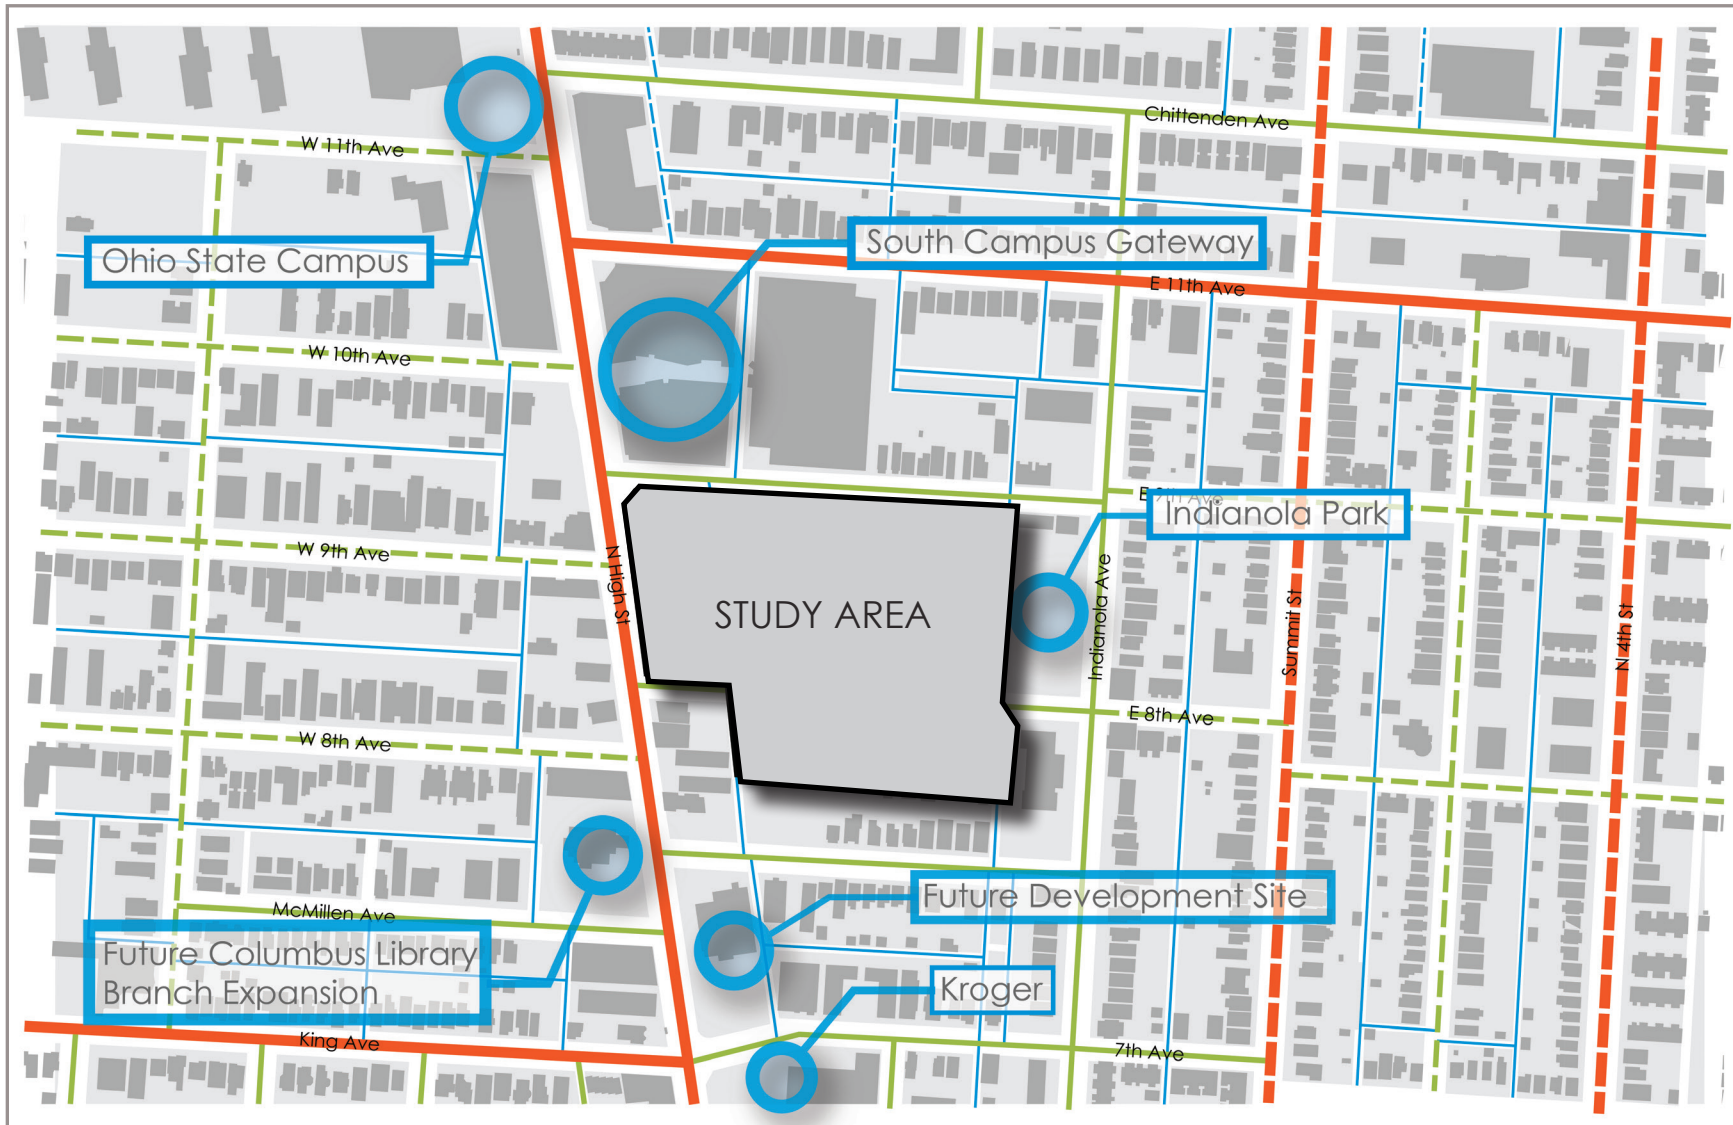 Chittenden Ave
W 11th Ave
South Campus Gateway
Ohio State Campus
E 11th Ave
W 10th Ave
E 9th Ave
Indianola Park
W 9th Ave
N High St
Indianola Ave
STUDY AREA
Summit St
N 4th St
E 8th Ave
W 8th Ave
Future Development Site
McMillen Ave
Future Columbus Library
Branch Expansion
Kroger
King Ave
7th Ave